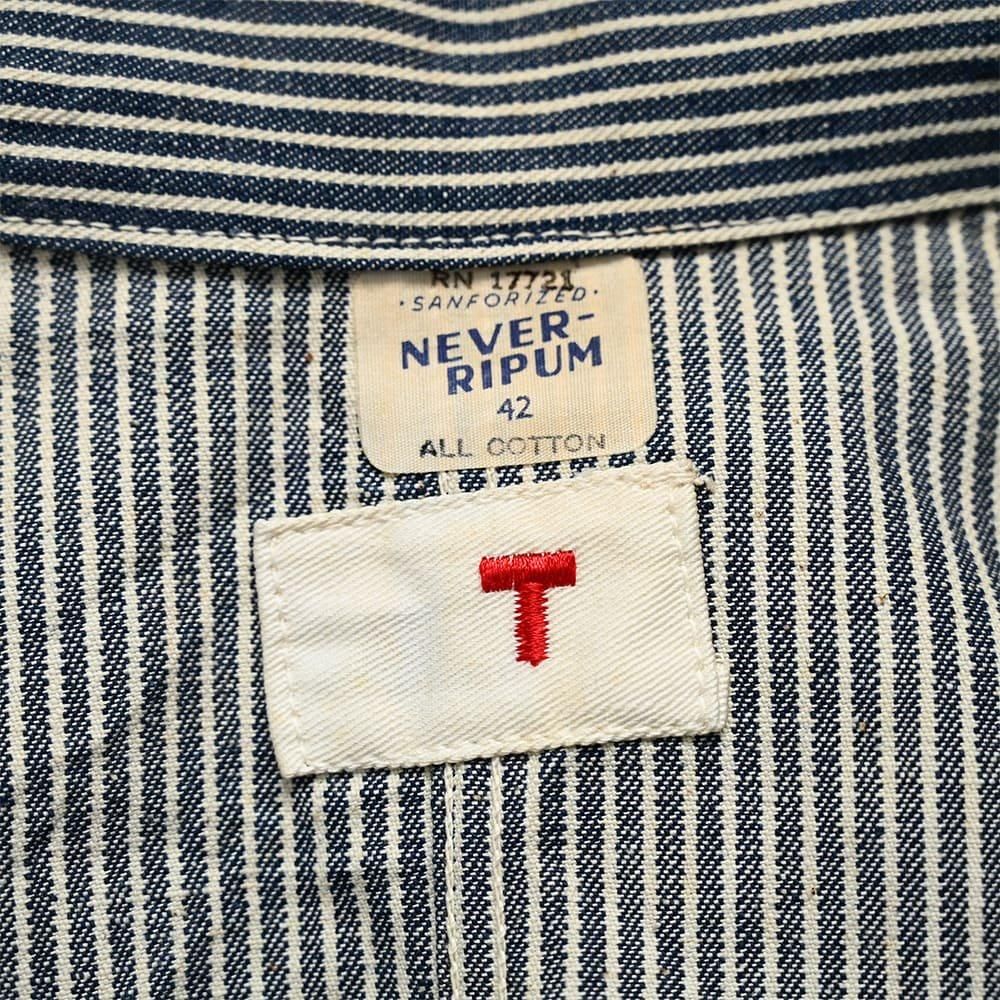 RN 17721
·SANFORIZED·
NEVER-
RIPUM
42
ALL COTTON
T